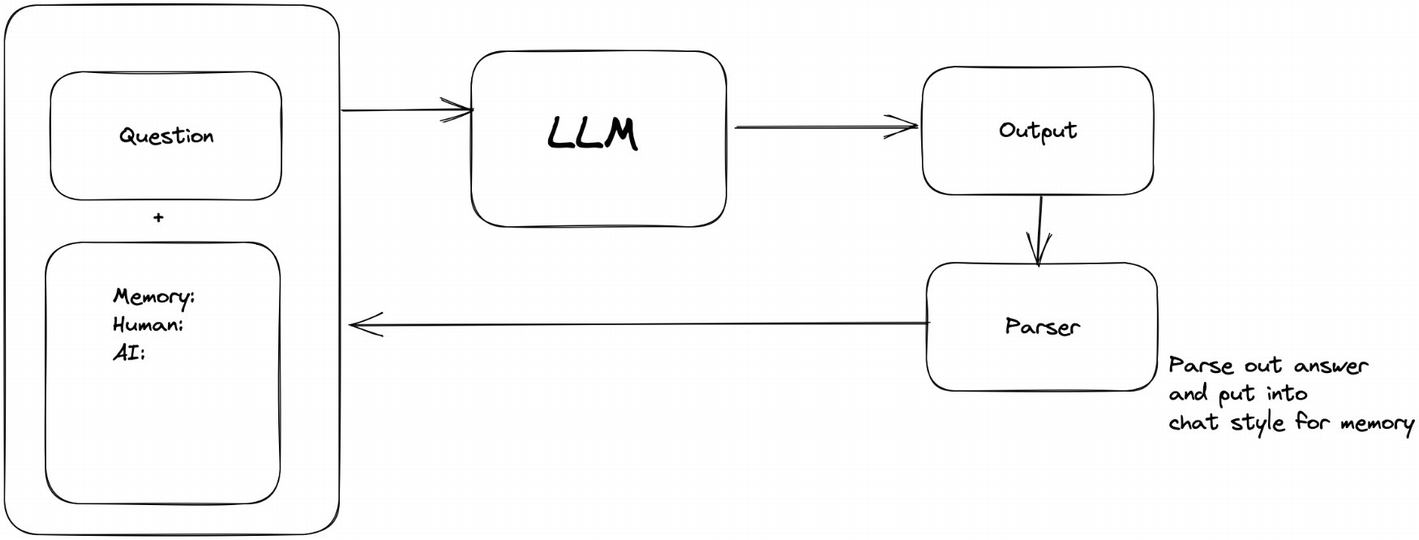 Question
+
Memory:
Human:
AI:
LLM
Output
Parser
Parse out answer
and put into
chat style for memory